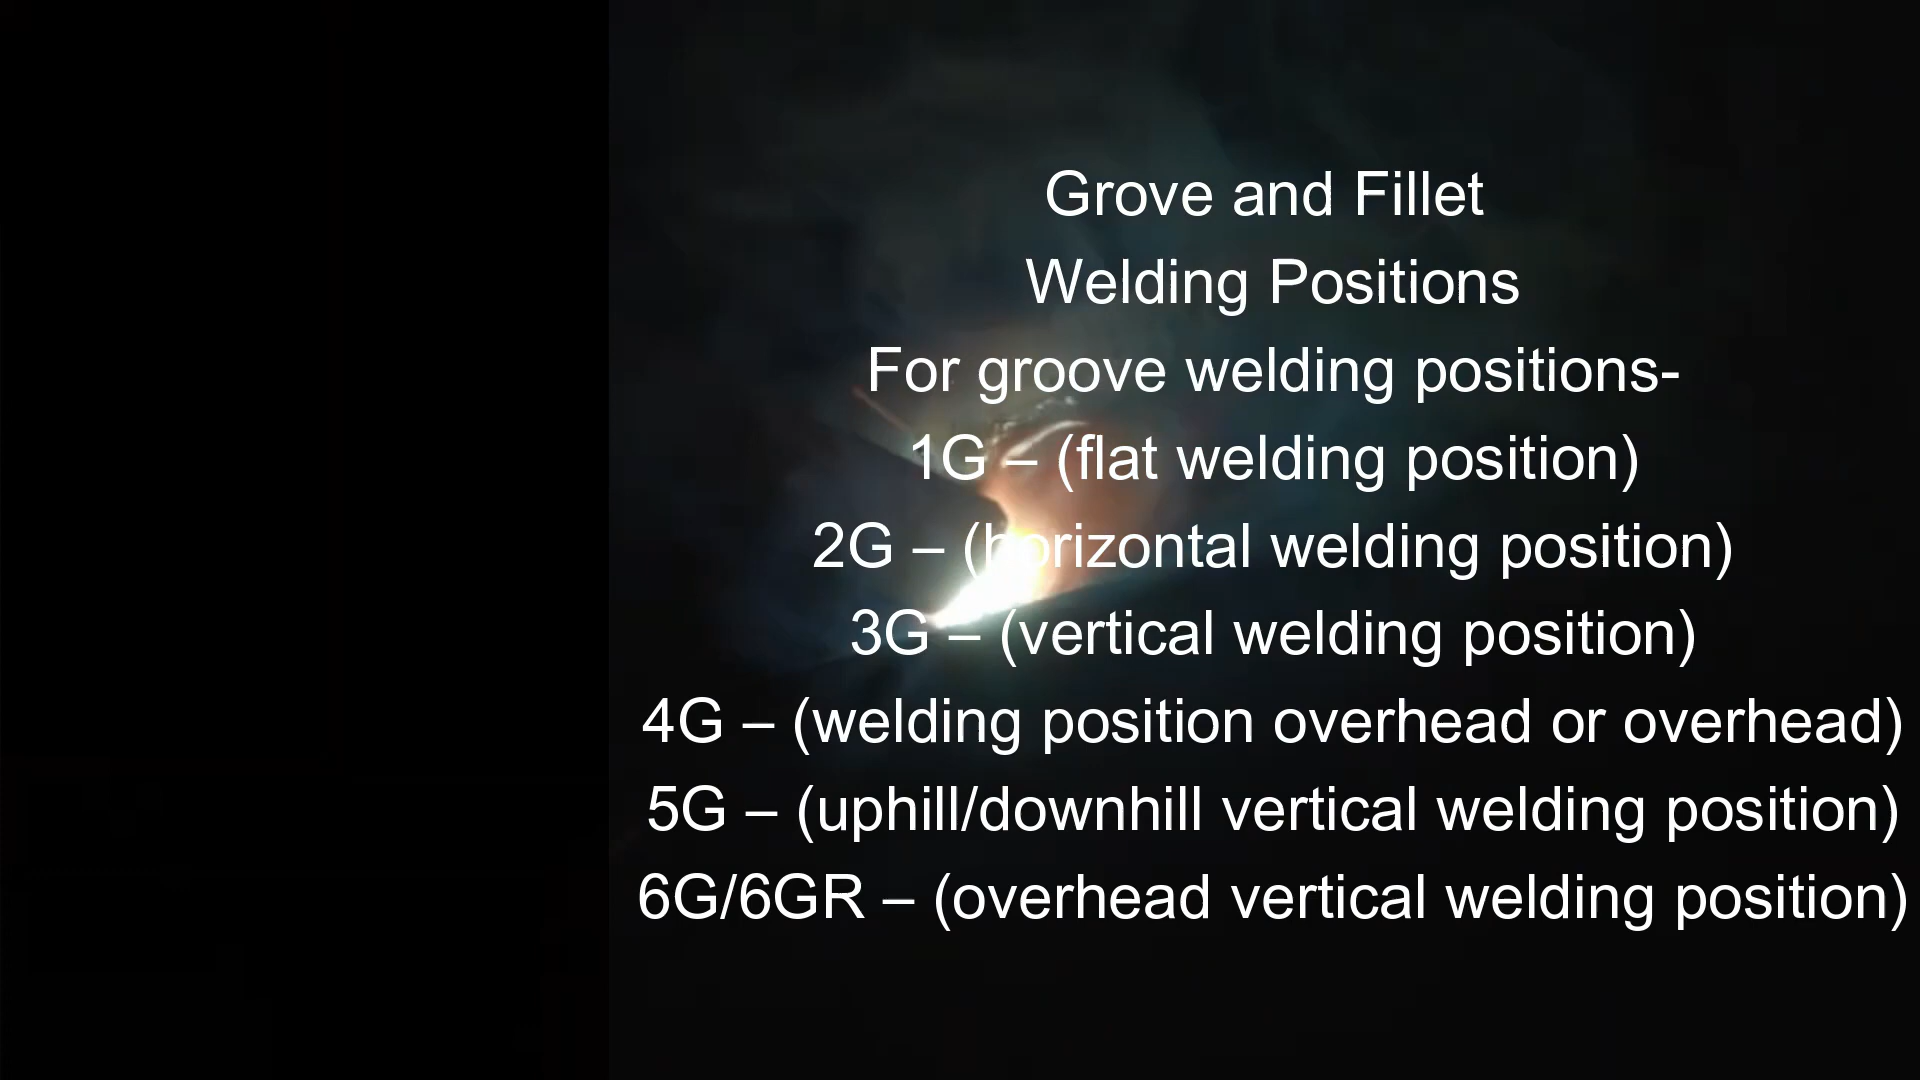 Grove and Fillet
Welding Positions
For groove welding positions-
1G – (flat welding position)
2G – (horizontal welding position)
3G – (vertical welding position)
4G – (welding position overhead or overhead)
5G – (uphill/downhill vertical welding position)
6G/6GR – (overhead vertical welding position)